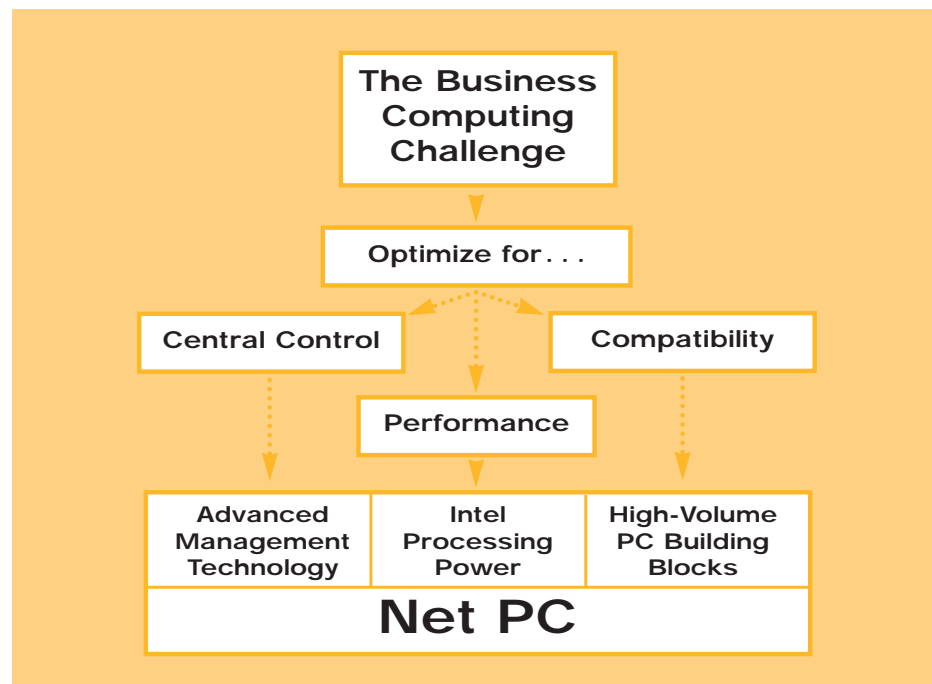 The Business
Computing
Challenge
Optimize for...
Central Control
Compatibility
Performance
Advanced
Management
Technology
Intel
Processing
Power
High-Volume
PC Building
Blocks
Net PC